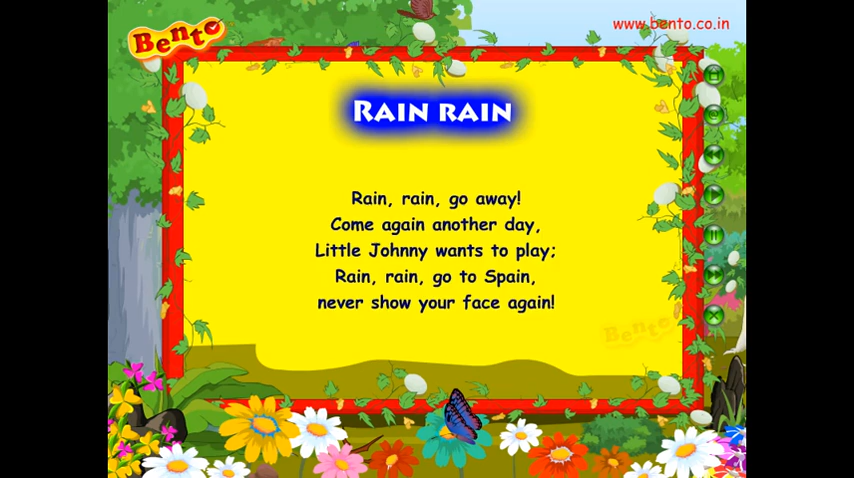 Bento
www.bento.co.in
RAIN RAIN
Rain, rain, go away!
Come again another day,
Little Johnny wants to play;
Rain, rain, go to Spain,
never show your face again!
Bento